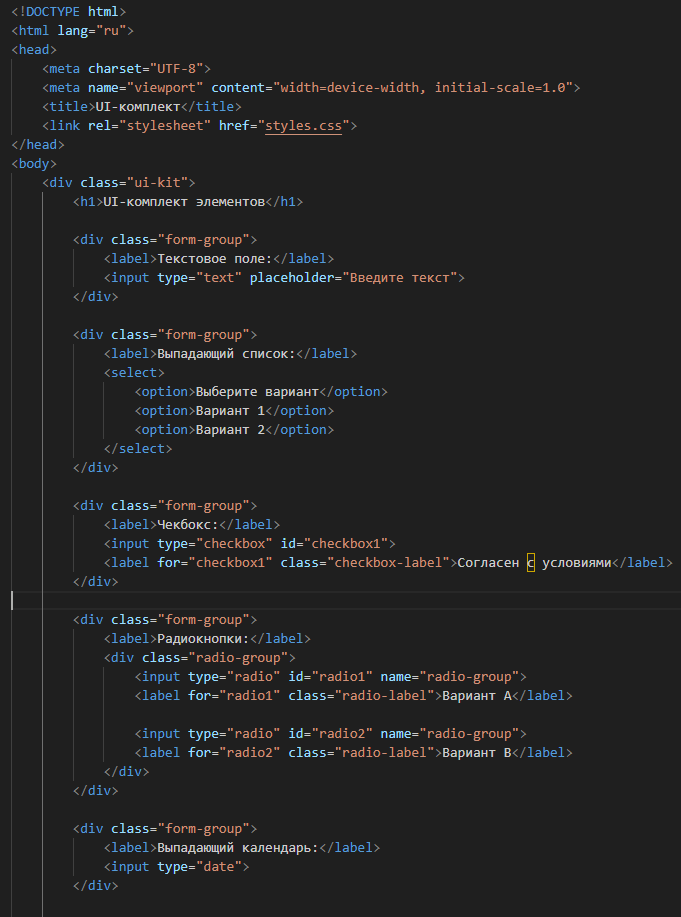 <!DOCTYPE html>
<html lang="ru">
<head>
    <meta charset="UTF-8">
    <meta name="viewport" content="width=device-width, initial-scale=1.0">
    <title>UI-комплект</title>
    <link rel="stylesheet" href="styles.css">
</head>
<body>
    <div class="ui-kit">
        <h1>UI-комплект элементов</h1>

        <div class="form-group">
            <label>Текстовое поле:</label>
            <input type="text" placeholder="Введите текст">
        </div>

        <div class="form-group">
            <label>Выпадающий список:</label>
            <select>
                <option>Выберите вариант</option>
                <option>Вариант 1</option>
                <option>Вариант 2</option>
            </select>
        </div>

        <div class="form-group">
            <label>Чекбокс:</label>
            <input type="checkbox" id="checkbox1">
            <label for="checkbox1" class="checkbox-label">Согласен с условиями</label>
        </div>

        <div class="form-group">
            <label>Радиокнопки:</label>
            <div class="radio-group">
                <input type="radio" id="radio1" name="radio-group">
                <label for="radio1" class="radio-label">Вариант A</label>

                <input type="radio" id="radio2" name="radio-group">
                <label for="radio2" class="radio-label">Вариант B</label>
            </div>
        </div>

        <div class="form-group">
            <label>Выпадающий календарь:</label>
            <input type="date">
        </div>